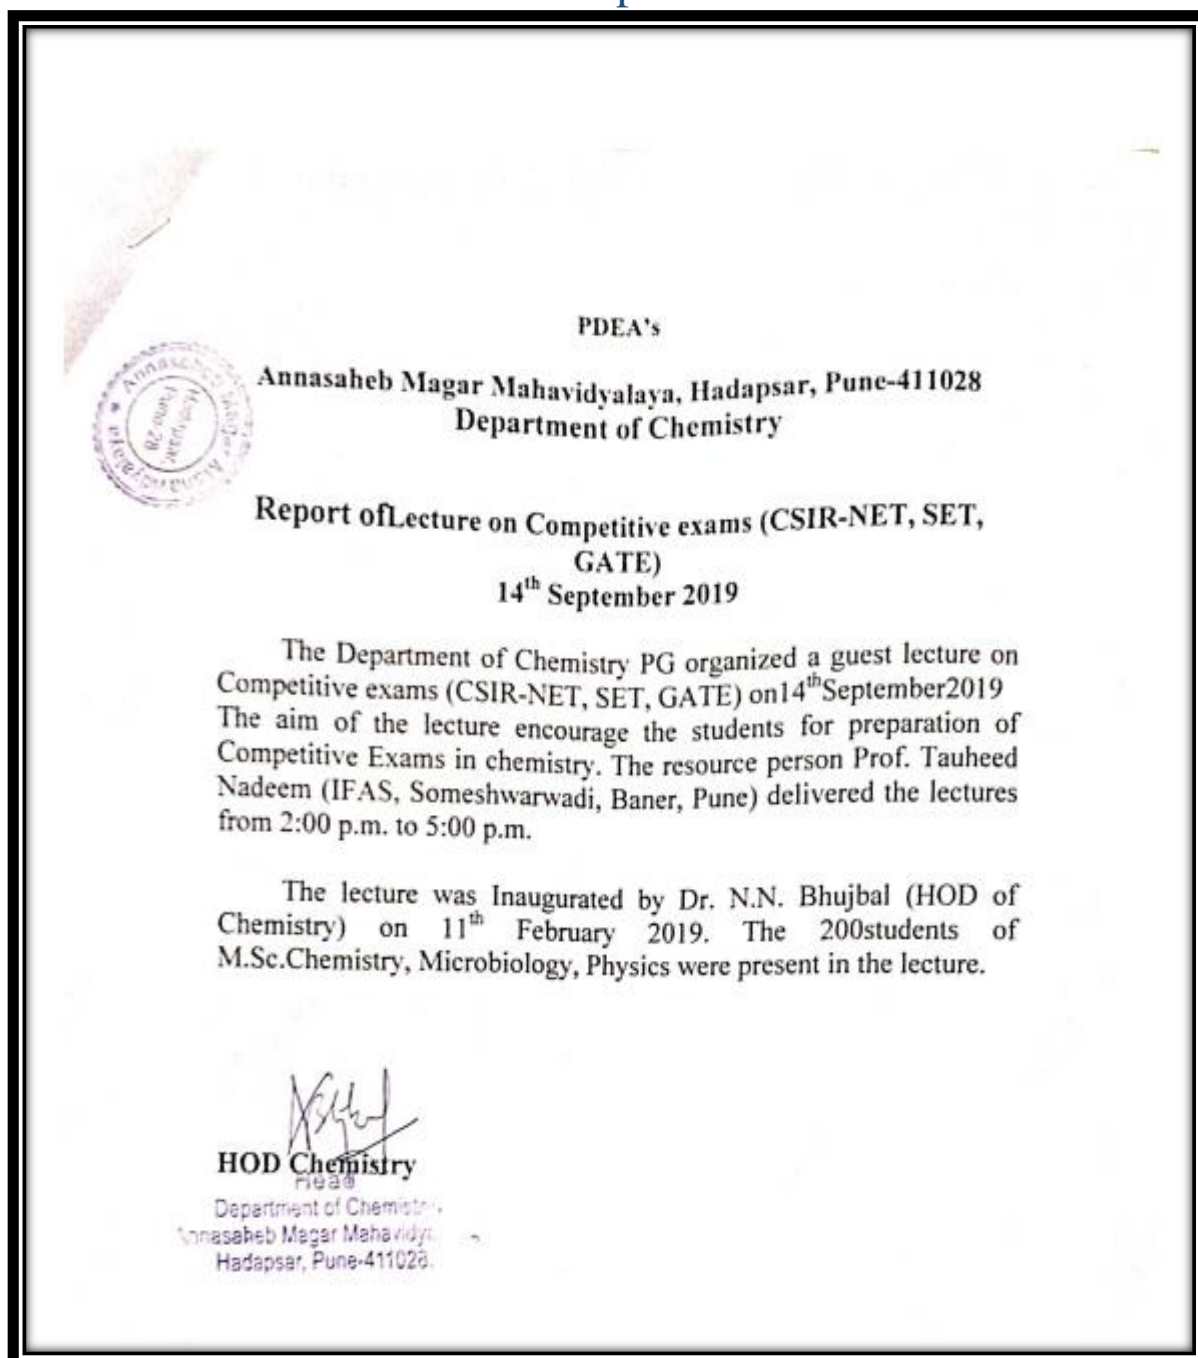 PDEA's
Annasaheb Magar Mahavidyalaya, Hadapsar, Pune-411028
Department of Chemistry
Report ofLecture on Competitive exams (CSIR-NET, SET,
GATE)
14th September 2019
The Department of Chemistry PG organized a guest lecture on
Competitive exams (CSIR-NET, SET, GATE) on14thSeptember2019
The aim of the lecture encourage the students for preparation of
Competitive Exams in chemistry. The resource person Prof. Tauheed
Nadeem (IFAS, Someshwarwadi, Baner, Pune) delivered the lectures
from 2:00 p.m. to 5:00 p.m.
The lecture was Inaugurated by Dr. N.N. Bhujbal (HOD of
Chemistry) on 11th February 2019. The 200students of
M.Sc.Chemistry, Microbiology, Physics were present in the lecture.
HOD Chemistry
Head
Department of
Annasaheb Magar
Hadapsar, Pune-411028.
Annasaheb Magar
Hadapsar,
Pune-28